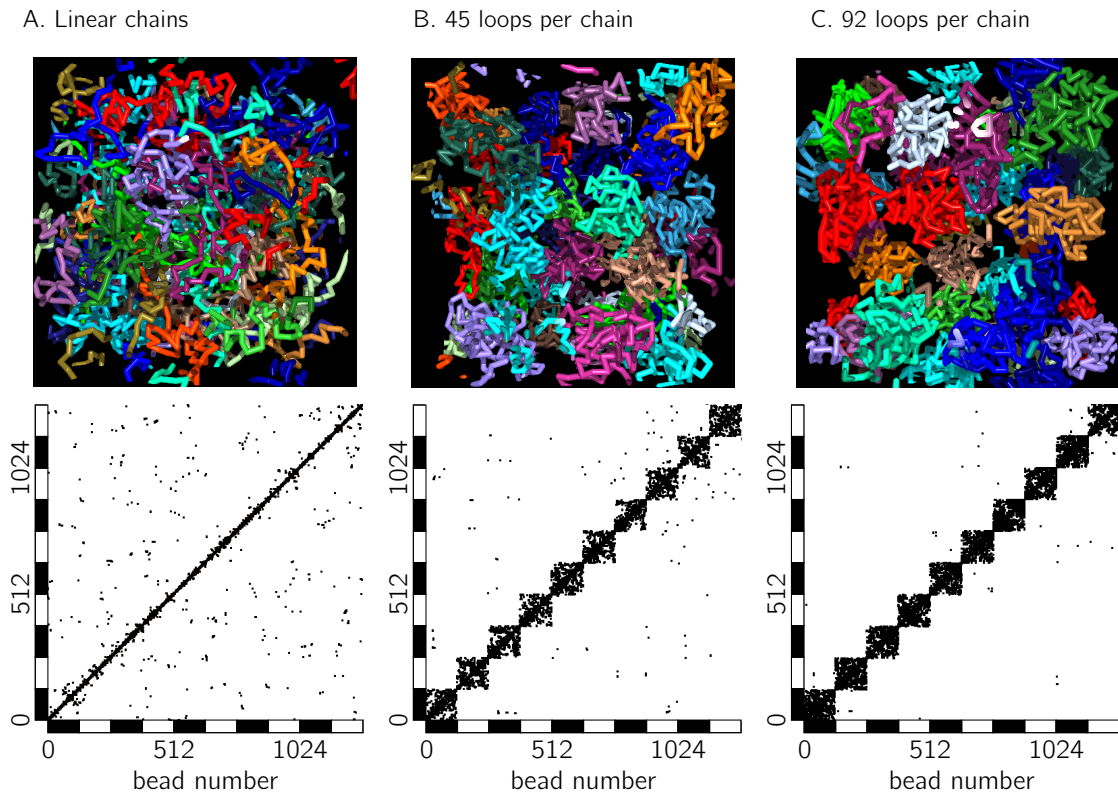 A. Linear chains
B. 45 loops per chain
C. 92 loops per chain
1024
512
0
0 512 1024
bead number
1024
512
0
0 512 1024
bead number
1024
512
0
0 512 1024
bead number